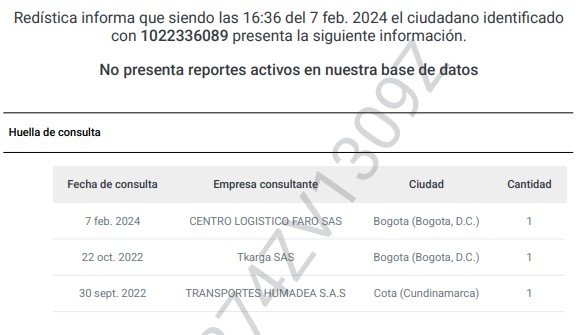 Redística informa que siendo las 16:36 del 7 feb. 2024 el ciudadano identificado
con 1022336089 presenta la siguiente información.
No presenta reportes activos en nuestra base de datos
Huella de consulta
Fecha de consulta Empresa consultante Ciudad Cantidad
7 feb. 2024 CENTRO LOGISTICO FARO SAS Bogota (Bogota, D.C.) 1
22 oct. 2022 Tkarga SAS Bogota (Bogota, D.C.) 1
30 sept. 2022 TRANSPORTES HUMADEA S.A.S Cota (Cundinamarca) 1